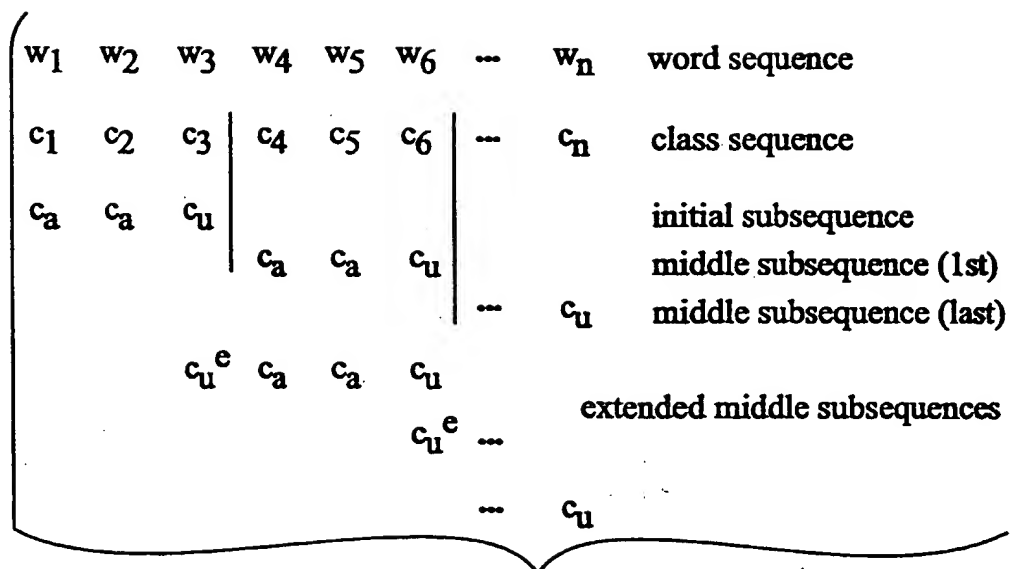 w1 w2 w3 w4 w5 w6 ... wn word sequence
c1 c2 c3 c4 c5 c6 ... cn class sequence
ca ca cu initial subsequence
ca ca cu middle subsequence (1st)
... cu middle subsequence (last)
cu^e ca ca cu
extended middle subsequences
cu^e ...
... cu